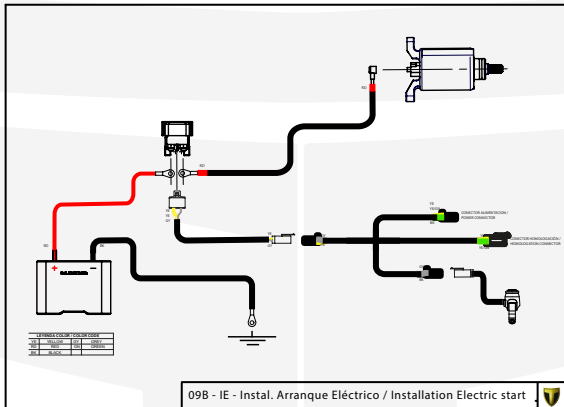 RD
RD
YE
GY
YE
CONECTOR ALIMENTACION /
POWER CONNECTOR
CONECTOR HOMOLOGACIÓN /
HOMOLOGATION CONNECTOR
RD
BK
+
−
LEYENDA COLOR / COLOR CODE
YE YELLOW GY GREY
RD RED GN GREEN
BK BLACK
09B - IE - Instal. Arranque Eléctrico / Installation Electric start